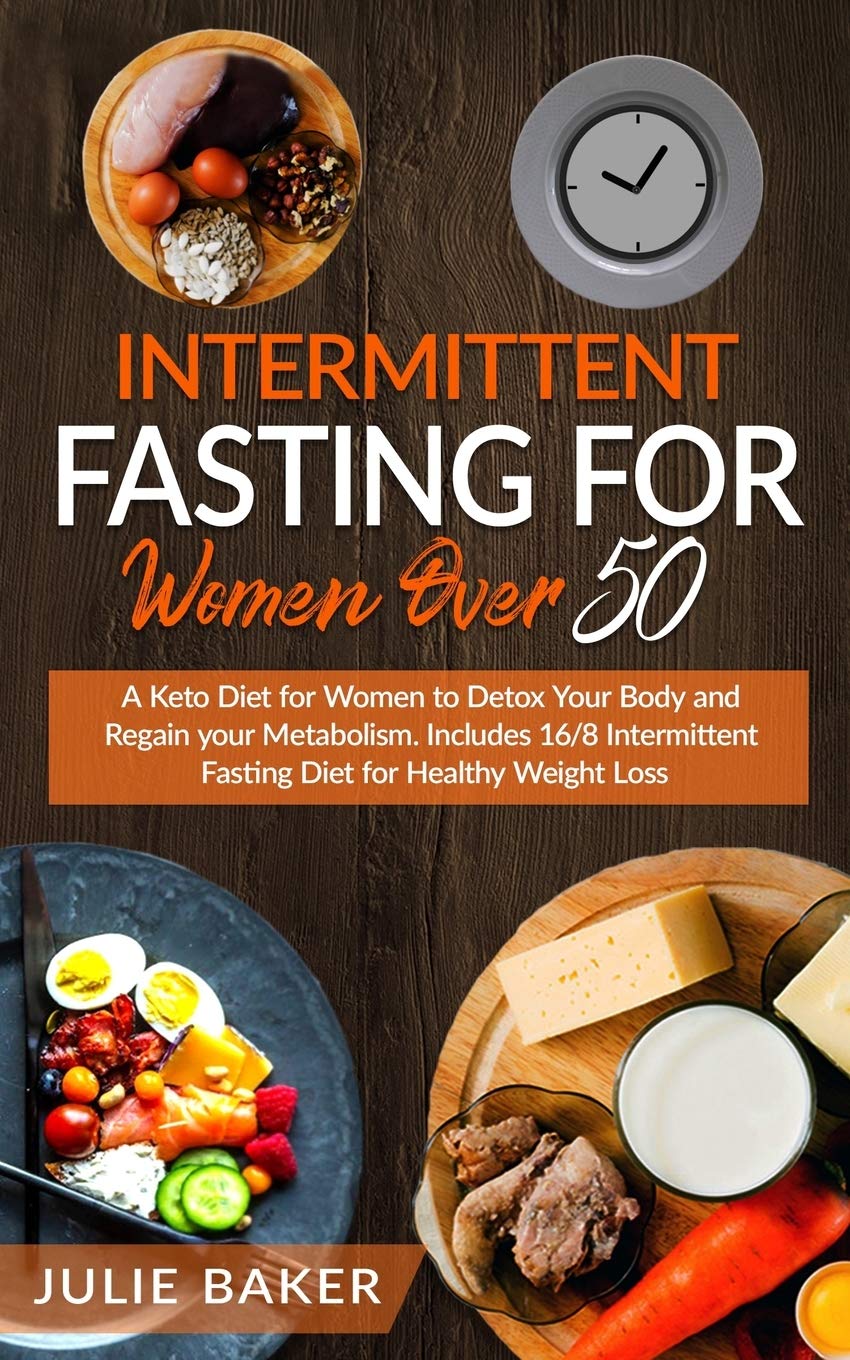 INTERMITTENT
FASTING FOR
Women Over 50
A Keto Diet for Women to Detox Your Body and
Regain your Metabolism. Includes 16/8 Intermittent
Fasting Diet for Healthy Weight Loss
JULIE BAKER